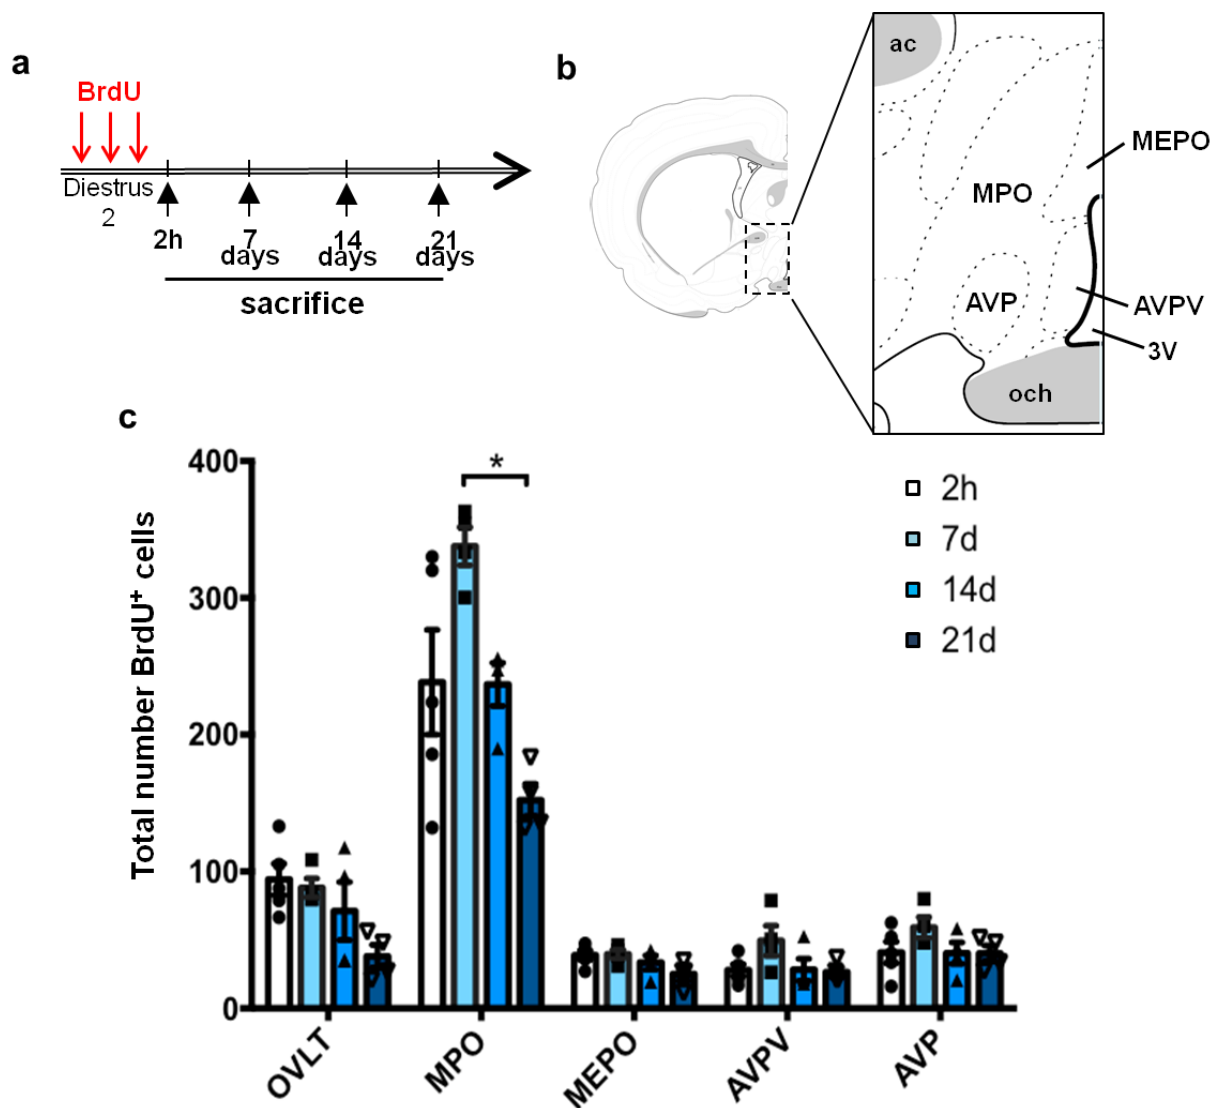 a
BrdU
Diestrus
2
2h
7
days
14
days
21
days
sacrifice
b
ac
MEPO
MPO
AVP
AVPV
3V
och
c
Total number BrdU⁺ cells
400
300
200
100
0
*
2h
7d
14d
21d
OVLT
MPO
MEPO
AVPV
AVP